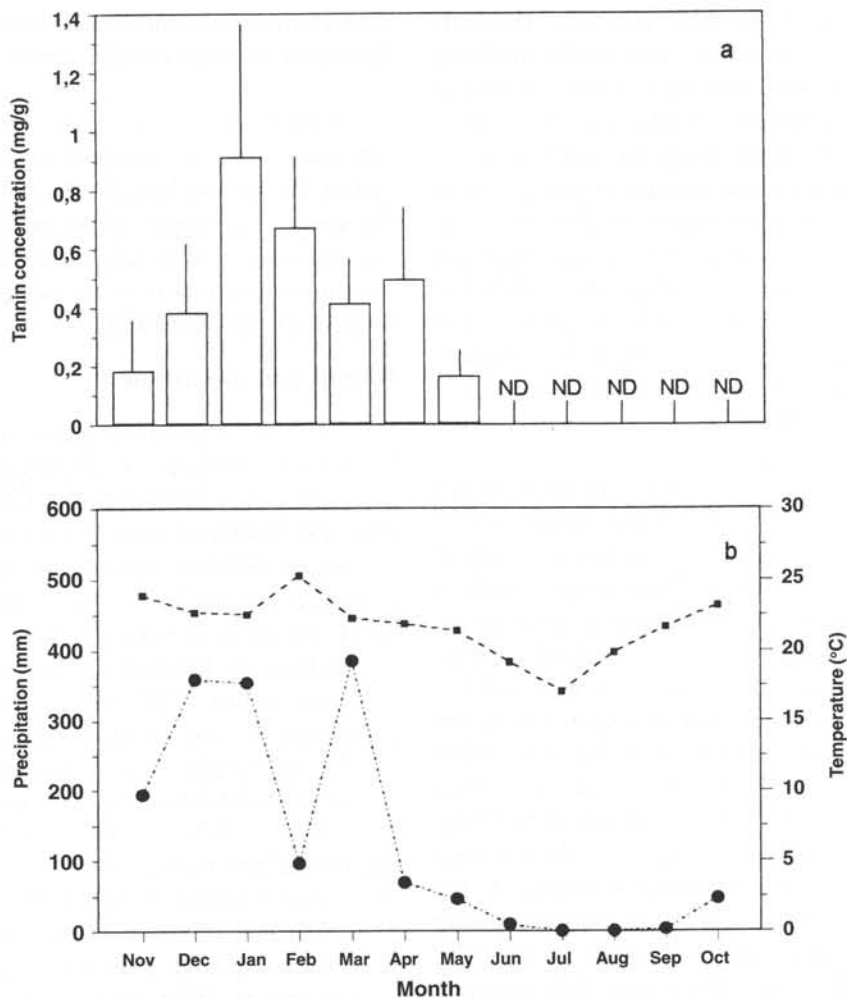 a
Tannin concentration (mg/g)
1,4
1,2
1
0,8
0,6
0,4
0,2
0
ND ND ND ND ND
b
Precipitation (mm)
600
500
400
300
200
100
0
30
25
20
15
10
5
0
Temperature (°C)
Nov Dec Jan Feb Mar Apr May Jun Jul Aug Sep Oct
Month